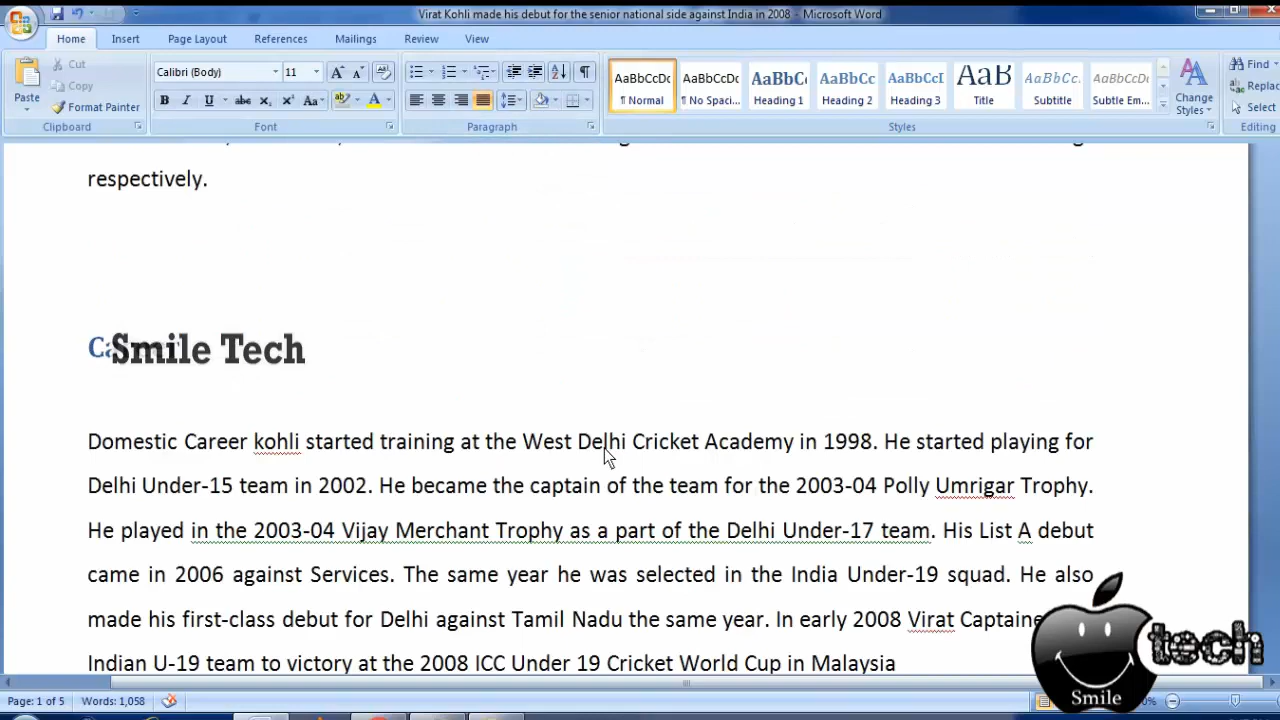 Virat Kohli made his debut for the senior national side against India in 2008 - Microsoft Word
Home Insert Page Layout References Mailings Review View
Paste
Cut
Copy
Format Painter
Clipboard
Calibri (Body) 11
B I U abc x₂ x² Aa
Font
Paragraph
AaBbCcDc AaBbCcDc AaBbC AaBbCc AaBbCcI AaB AaBbCc. AaBbCc.
¶ Normal ¶ No Spaci... Heading 1 Heading 2 Heading 3 Title Subtitle Subtle Em...
Styles
Change
Styles
Find
Replac
Select
Editing
respectively.
Smile Tech
Domestic Career kohli started training at the West Delhi Cricket Academy in 1998. He started playing for
Delhi Under-15 team in 2002. He became the captain of the team for the 2003-04 Polly Umrigar Trophy.
He played in the 2003-04 Vijay Merchant Trophy as a part of the Delhi Under-17 team. His List A debut
came in 2006 against Services. The same year he was selected in the India Under-19 squad. He also
made his first-class debut for Delhi against Tamil Nadu the same year. In early 2008 Virat Captaine
Indian U-19 team to victory at the 2008 ICC Under 19 Cricket World Cup in Malaysia
tech
Smile
Page: 1 of 5 Words: 1,058